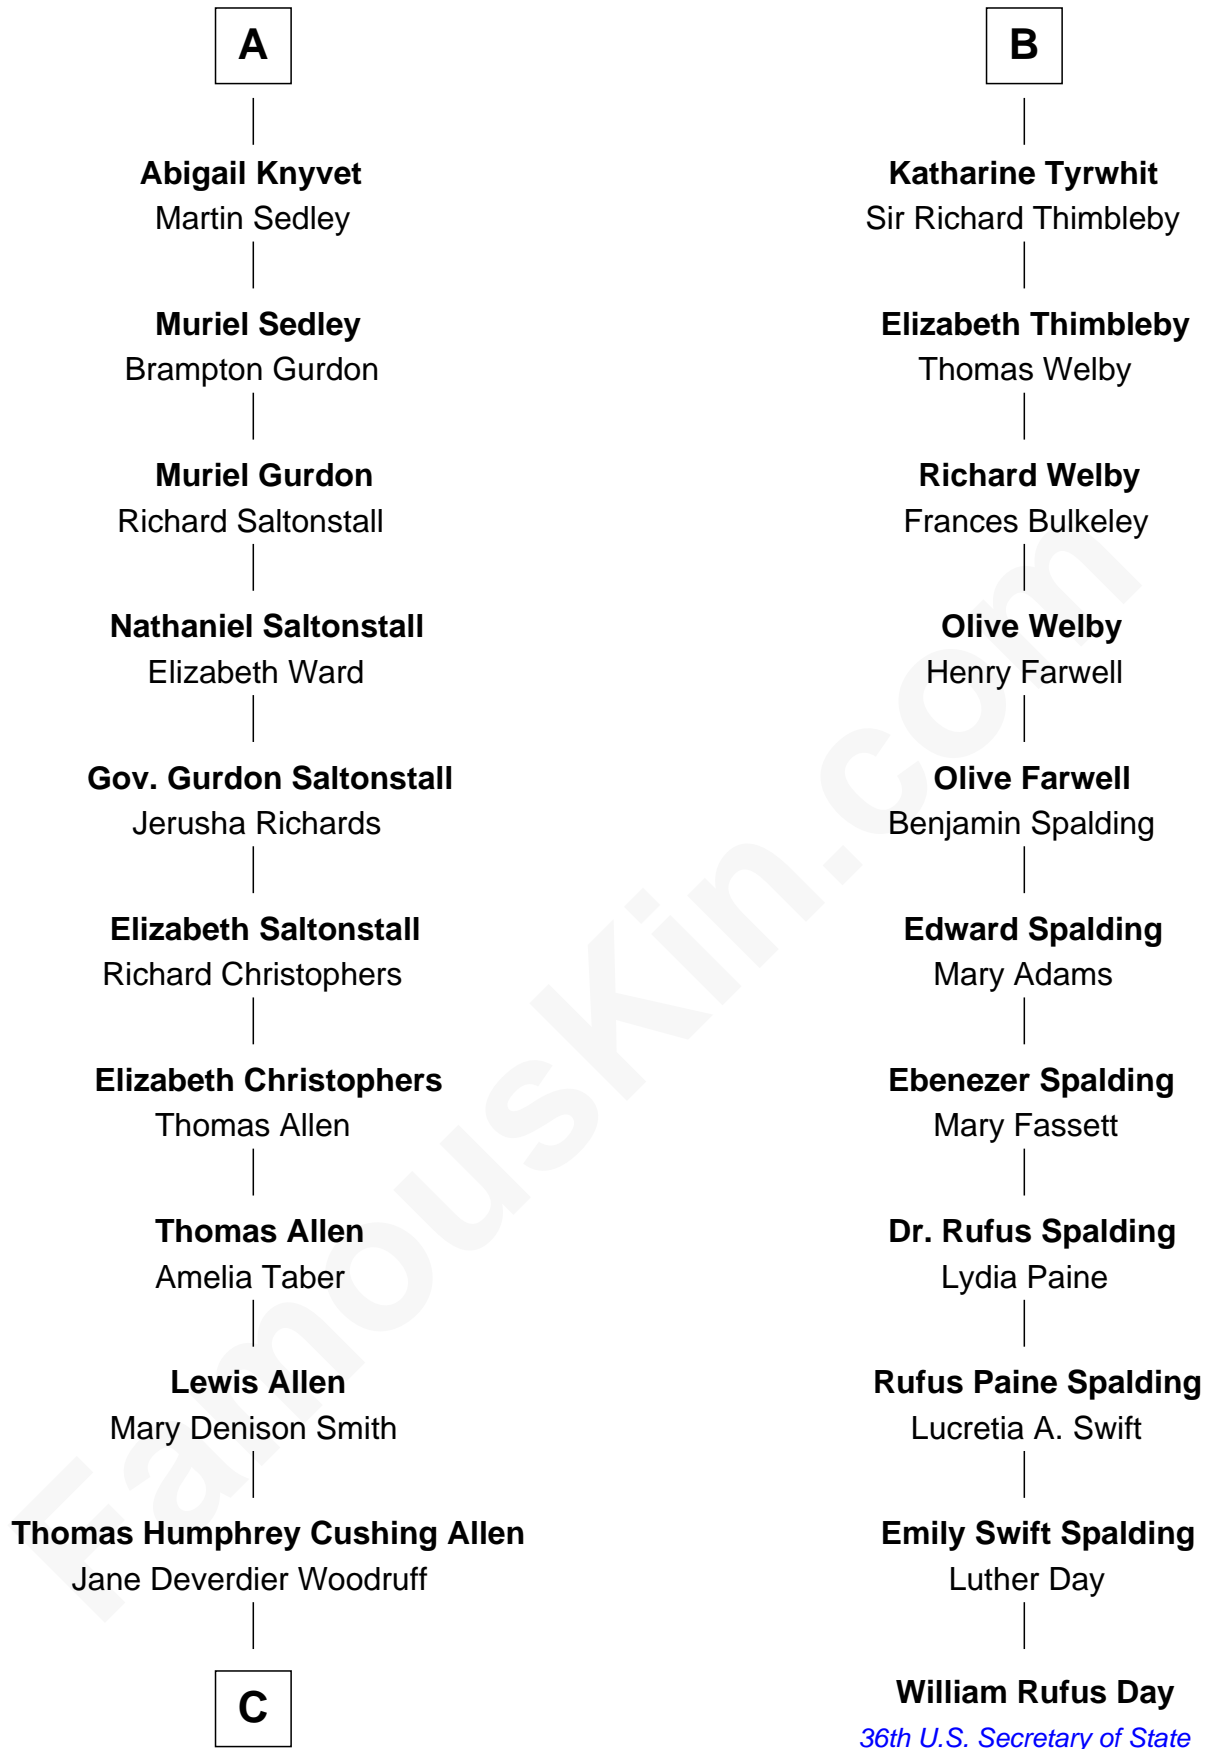 A
Abigail Knyvet
Martin Sedley
Muriel Sedley
Brampton Gurdon
Muriel Gurdon
Richard Saltonstall
Nathaniel Saltonstall
Elizabeth Ward
Gov. Gurdon Saltonstall
Jerusha Richards
Elizabeth Saltonstall
Richard Christophers
Elizabeth Christophers
Thomas Allen
Thomas Allen
Amelia Taber
Lewis Allen
Mary Denison Smith
Thomas Humphrey Cushing Allen
Jane Deverdier Woodruff
C
B
Katharine Tyrwhit
Sir Richard Thimbleby
Elizabeth Thimbleby
Thomas Welby
Richard Welby
Frances Bulkeley
Olive Welby
Henry Farwell
Olive Farwell
Benjamin Spalding
Edward Spalding
Mary Adams
Ebenezer Spalding
Mary Fassett
Dr. Rufus Spalding
Lydia Paine
Rufus Paine Spalding
Lucretia A. Swift
Emily Swift Spalding
Luther Day
William Rufus Day
36th U.S. Secretary of State
FamousKin.com